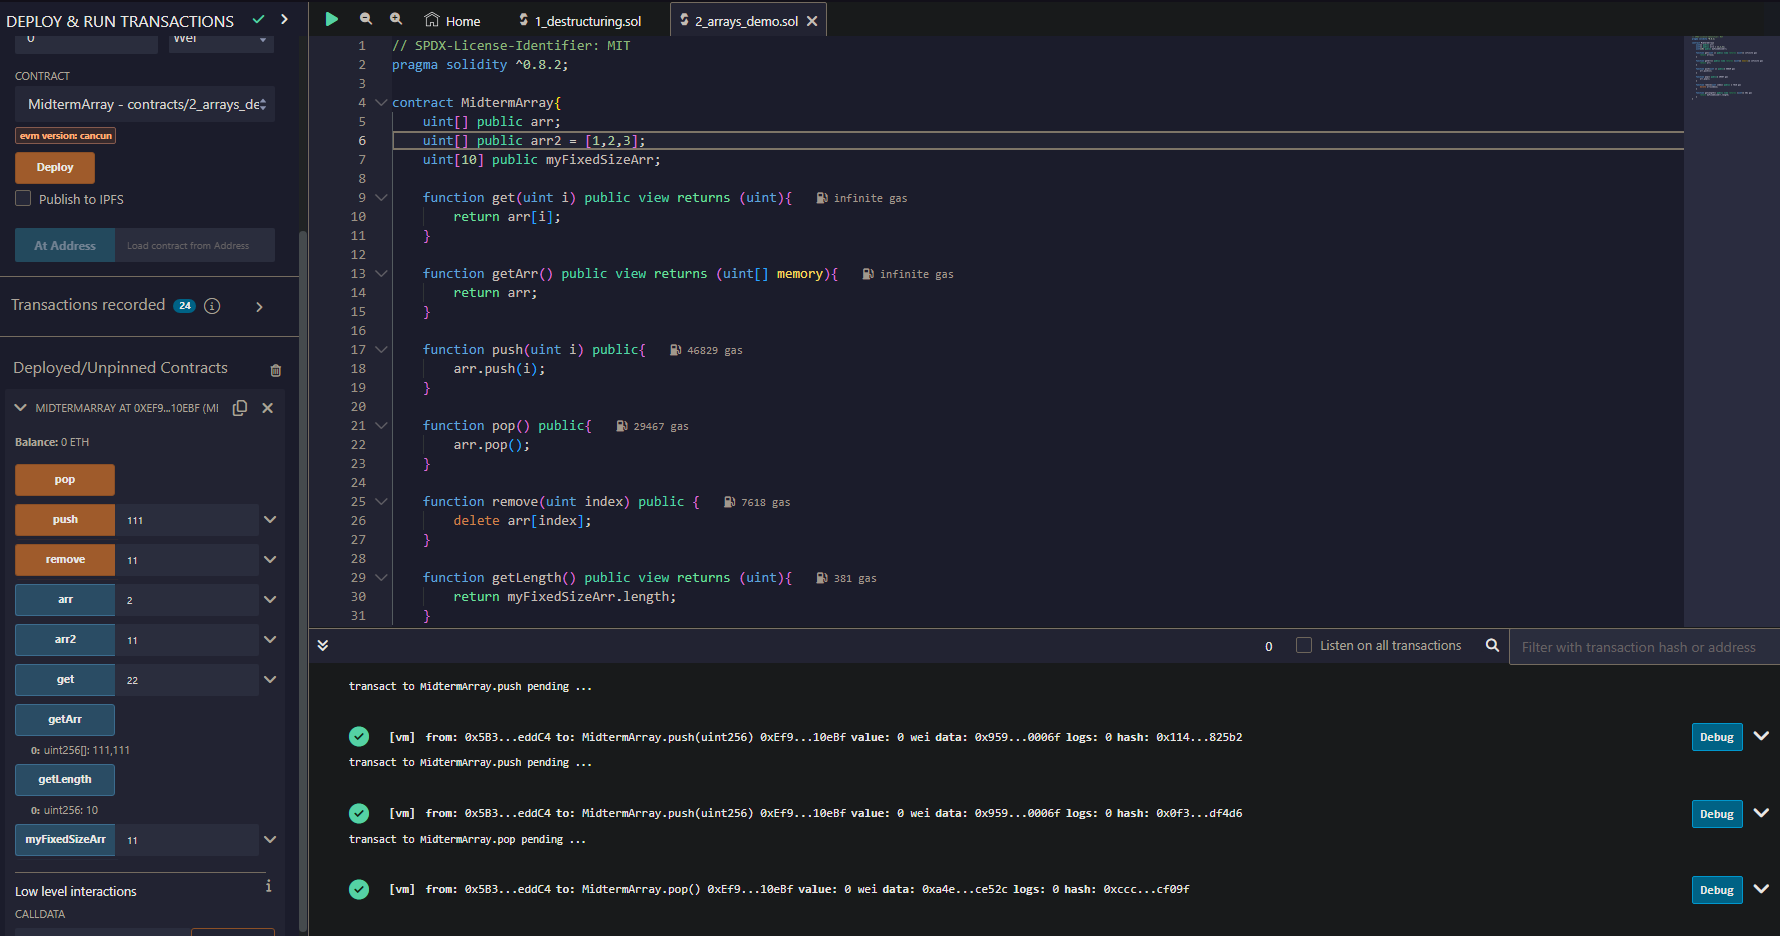 DEPLOY & RUN TRANSACTIONS
0
Wei
CONTRACT
MidtermArray - contracts/2_arrays_de
evm version: cancun
Deploy
Publish to IPFS
At Address
Load contract from Address
Transactions recorded 24
Deployed/Unpinned Contracts
MIDTERMARRAY AT 0XEF9...10EBF (MI
Balance: 0 ETH
pop
push 111
remove 11
arr 2
arr2 11
get 22
getArr
0: uint256[]: 111,111
getLength
0: uint256: 10
myFixedSizeArr 11
Low level interactions
CALLDATA
Home
1_destructuring.sol
2_arrays_demo.sol
1 // SPDX-License-Identifier: MIT
2 pragma solidity ^0.8.2;
3
4 contract MidtermArray{
5 uint[] public arr;
6 uint[] public arr2 = [1,2,3];
7 uint[10] public myFixedSizeArr;
8
9 function get(uint i) public view returns (uint){ infinite gas
10 return arr[i];
11 }
12
13 function getArr() public view returns (uint[] memory){ infinite gas
14 return arr;
15 }
16
17 function push(uint i) public{ 46829 gas
18 arr.push(i);
19 }
20
21 function pop() public{ 29467 gas
22 arr.pop();
23 }
24
25 function remove(uint index) public { 7618 gas
26 delete arr[index];
27 }
28
29 function getLength() public view returns (uint){ 381 gas
30 return myFixedSizeArr.length;
31 }
0
Listen on all transactions
Filter with transaction hash or address
transact to MidtermArray.push pending ...
[vm] from: 0x5B3...eddC4 to: MidtermArray.push(uint256) 0xEf9...10eBf value: 0 wei data: 0x959...0006f logs: 0 hash: 0x114...825b2
Debug
transact to MidtermArray.push pending ...
[vm] from: 0x5B3...eddC4 to: MidtermArray.push(uint256) 0xEf9...10eBf value: 0 wei data: 0x959...0006f logs: 0 hash: 0x0f3...df4d6
Debug
transact to MidtermArray.pop pending ...
[vm] from: 0x5B3...eddC4 to: MidtermArray.pop() 0xEf9...10eBf value: 0 wei data: 0xa4e...ce52c logs: 0 hash: 0xccc...cf09f
Debug